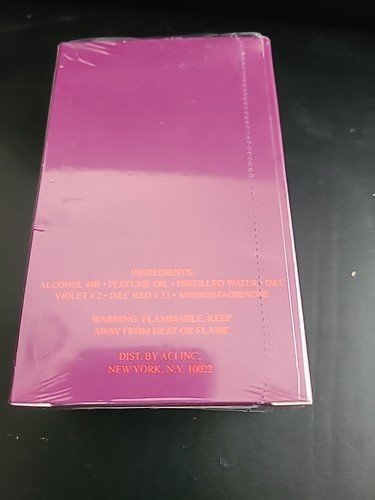 INGREDIENTS:
ALCOHOL 40B • PERFUME OIL • DISTILLED WATER • D&C
VIOLET # 2 • D&C RED # 33 • ANDROSTADIENONE
WARNING: FLAMMABLE, KEEP
AWAY FROM HEAT OR FLAME
DIST. BY ACI INC.,
NEW YORK, N.Y. 10022